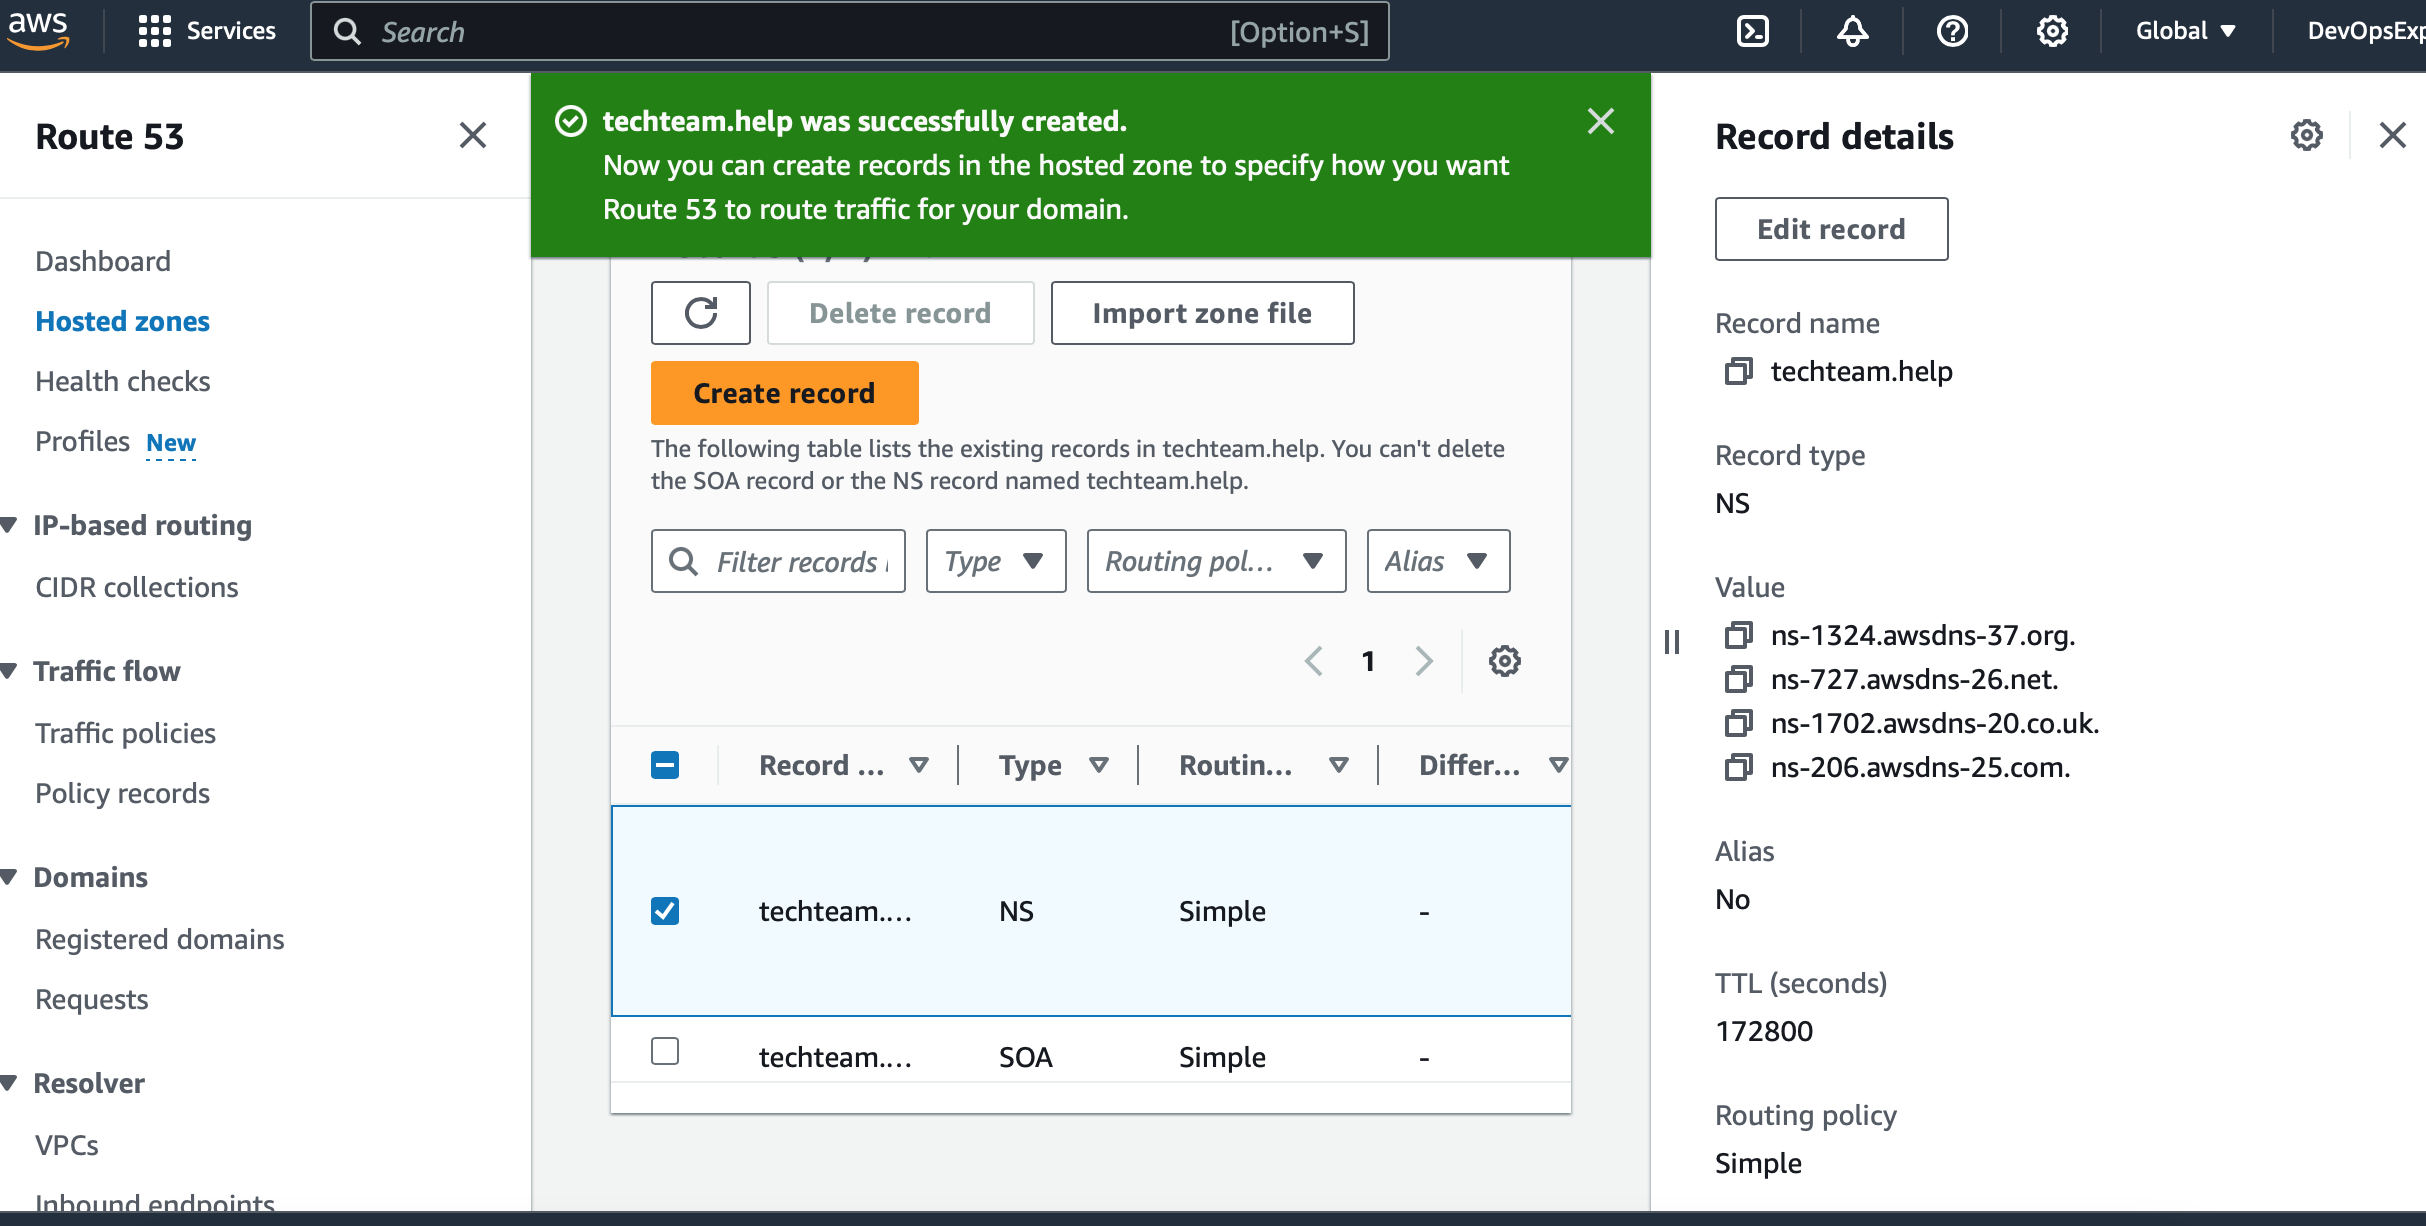 aws
Services
Search [Option+S]
Global
DevOpsExp
Route 53
Dashboard
Hosted zones
Health checks
Profiles New
IP-based routing
CIDR collections
Traffic flow
Traffic policies
Policy records
Domains
Registered domains
Requests
Resolver
VPCs
Inbound endpoints
techteam.help was successfully created.
Now you can create records in the hosted zone to specify how you want
Route 53 to route traffic for your domain.
Delete record
Import zone file
Create record
The following table lists the existing records in techteam.help. You can't delete
the SOA record or the NS record named techteam.help.
Filter records
Type
Routing pol...
Alias
1
Record ... Type Routin... Differ...
techteam.... NS Simple -
techteam.... SOA Simple -
Record details
Edit record
Record name
techteam.help
Record type
NS
Value
ns-1324.awsdns-37.org.
ns-727.awsdns-26.net.
ns-1702.awsdns-20.co.uk.
ns-206.awsdns-25.com.
Alias
No
TTL (seconds)
172800
Routing policy
Simple